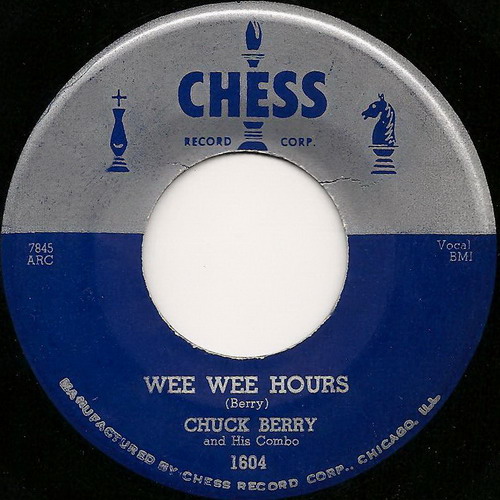 CHESS
RECORD CORP.
7845
ARC
Vocal
BMI
WEE WEE HOURS
(Berry)
CHUCK BERRY
and His Combo
1604
MANUFACTURED BY CHESS RECORD CORP., CHICAGO, ILL